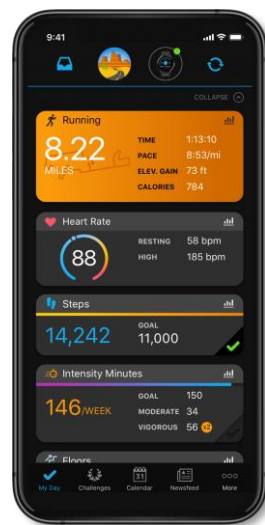 9:41
COLLAPSE
Running
8.22
MILES
TIME 1:13:10
PACE 8:53/mi
ELEV. GAIN 73 ft
CALORIES 784
Heart Rate
88
RESTING 58 bpm
HIGH 185 bpm
Steps
14,242
GOAL
11,000
Intensity Minutes
146/WEEK
GOAL 150
MODERATE 34
VIGOROUS 56 x2
Floors
31
My Day Challenges Calendar Newsfeed More